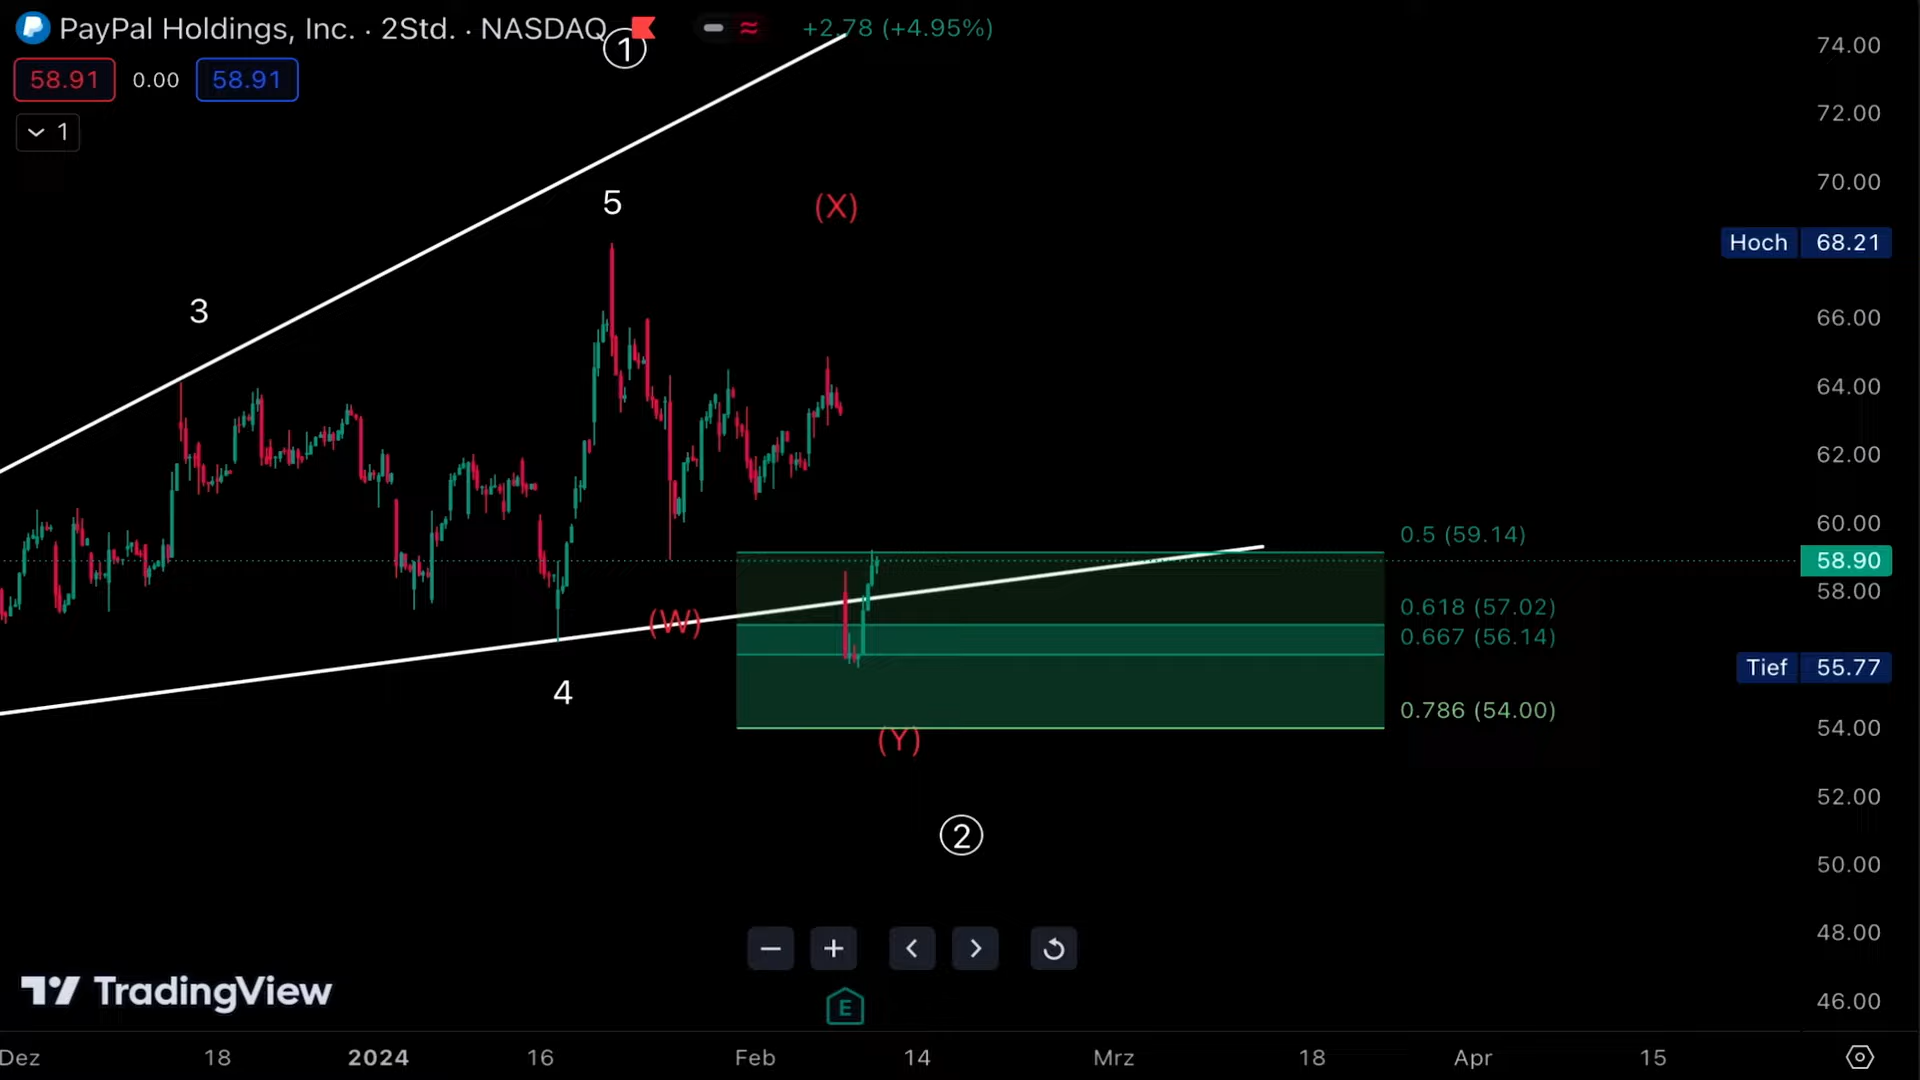 PayPal Holdings, Inc. · 2Std. · NASDAQ
+2.78 (+4.95%)
58.91 0.00 58.91
1
1
5
3
4
(W)
(X)
(Y)
2
0.5 (59.14)
0.618 (57.02)
0.667 (56.14)
0.786 (54.00)
74.00
72.00
70.00
Hoch 68.21
66.00
64.00
62.00
60.00
58.90
58.00
Tief 55.77
54.00
52.00
50.00
48.00
46.00
E
TradingView
Dez 18 2024 16 Feb 14 Mrz 18 Apr 15